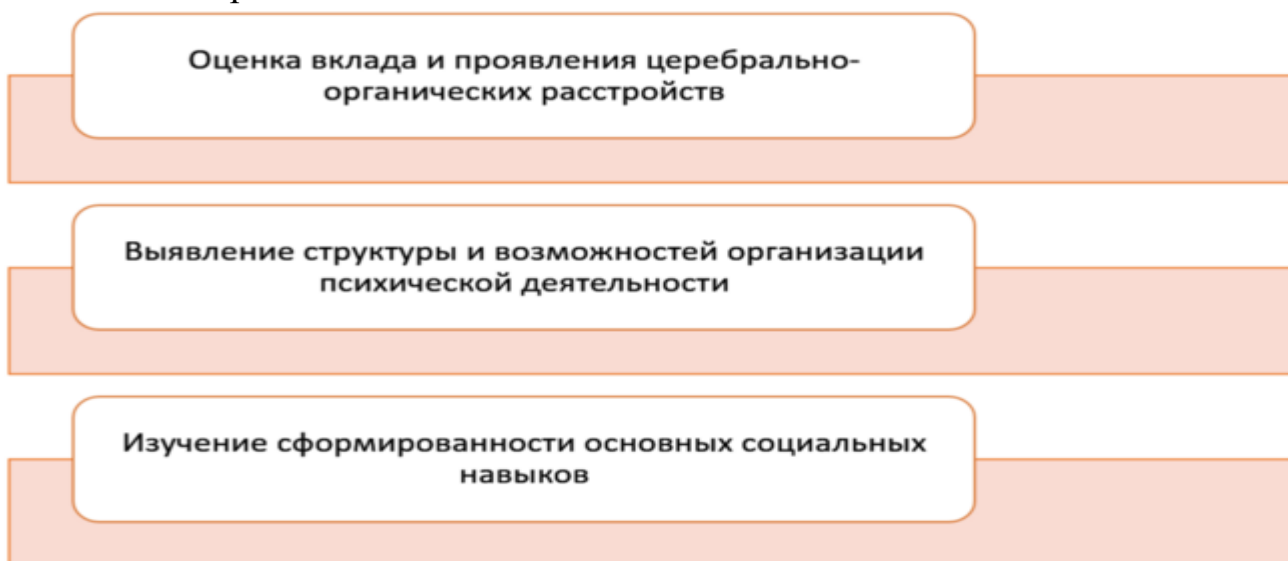 Оценка вклада и проявления церебрально-
органических расстройств
Выявление структуры и возможностей организации
психической деятельности
Изучение сформированности основных социальных
навыков